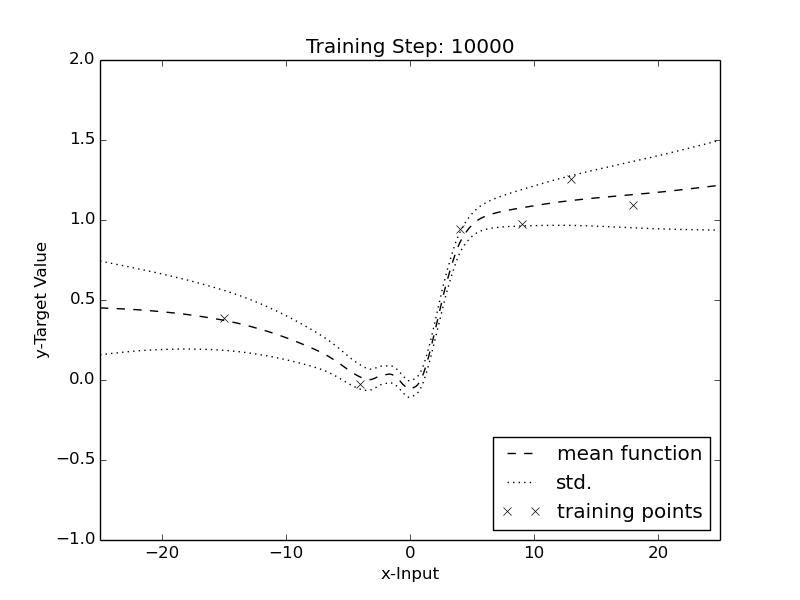 Training Step: 10000
2.0
1.5
1.0
0.5
0.0
−0.5
−1.0
y-Target Value
mean function
std.
training points
−20 −10 0 10 20
x-Input